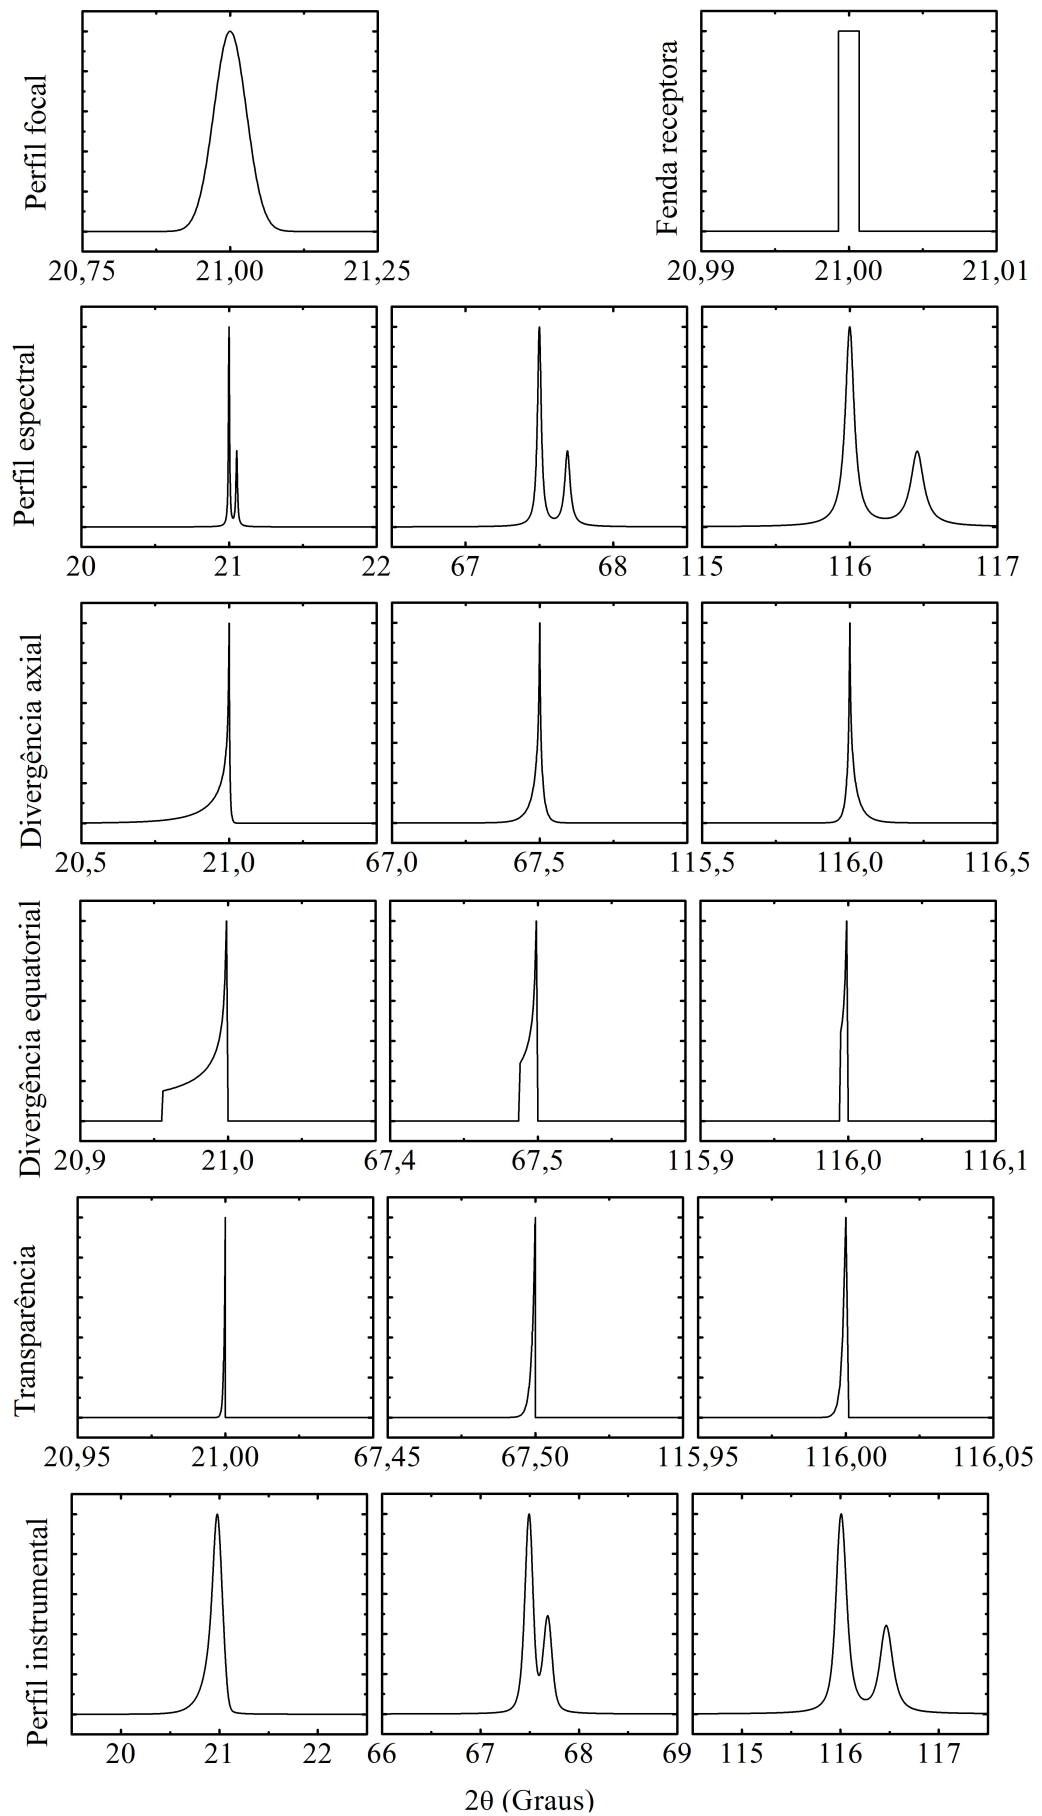 Perfil focal
20,75 21,00 21,25
Fenda receptora
20,99 21,00 21,01
Perfil espectral
20 21 22 67 68 115 116 117
Divergência axial
20,5 21,0 67,0 67,5 115,5 116,0 116,5
Divergência equatorial
20,9 21,0 67,4 67,5 115,9 116,0 116,1
Transparência
20,95 21,00 67,45 67,50 115,95 116,00 116,05
Perfil instrumental
20 21 22 66 67 68 69 115 116 117
2θ (Graus)